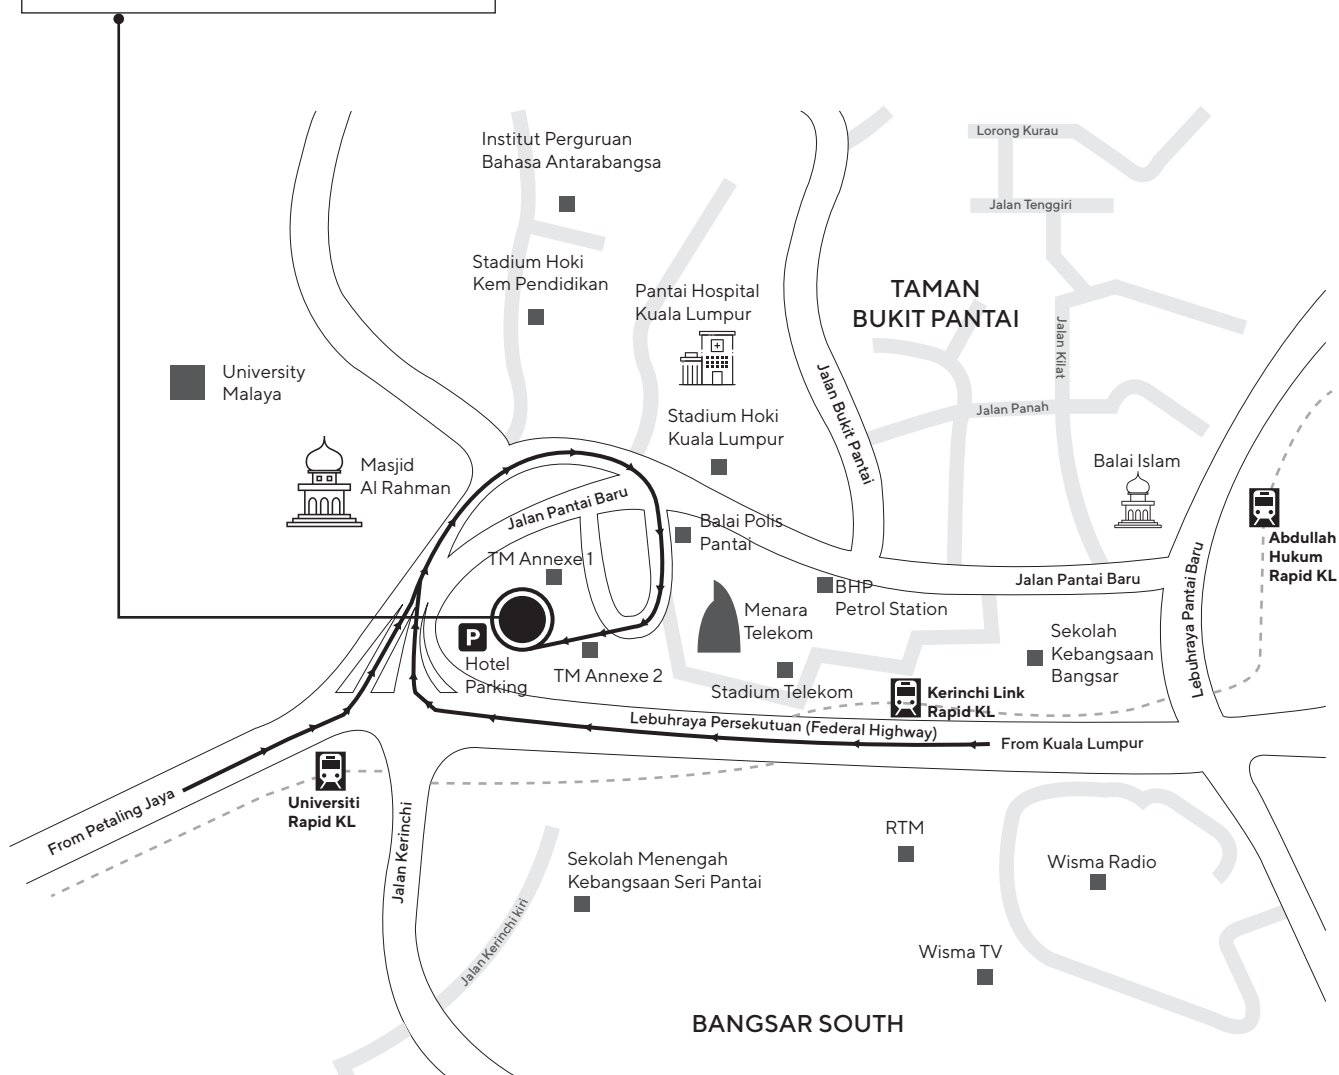 Institut Perguruan
Bahasa Antarabangsa
Lorong Kurau
Jalan Tenggiri
Stadium Hoki
Kem Pendidikan
Pantai Hospital
Kuala Lumpur
TAMAN
BUKIT PANTAI
Jalan Kilat
University
Malaya
Jalan Bukit Pantai
Jalan Panah
Stadium Hoki
Kuala Lumpur
Masjid
Al Rahman
Balai Islam
Jalan Pantai Baru
Balai Polis
Pantai
Abdullah
Hukum
Rapid KL
TM Annexe 1
BHP
Petrol Station
Jalan Pantai Baru
Lebuhraya Pantai Baru
Menara
Telekom
P
Hotel
Parking
TM Annexe 2
Sekolah
Kebangsaan
Bangsar
Stadium Telekom
Kerinchi Link
Rapid KL
Lebuhraya Persekutuan (Federal Highway)
From Kuala Lumpur
From Petaling Jaya
Universiti
Rapid KL
Jalan Kerinchi
Jalan Kerinchi kiri
Sekolah Menengah
Kebangsaan Seri Pantai
RTM
Wisma Radio
Wisma TV
BANGSAR SOUTH